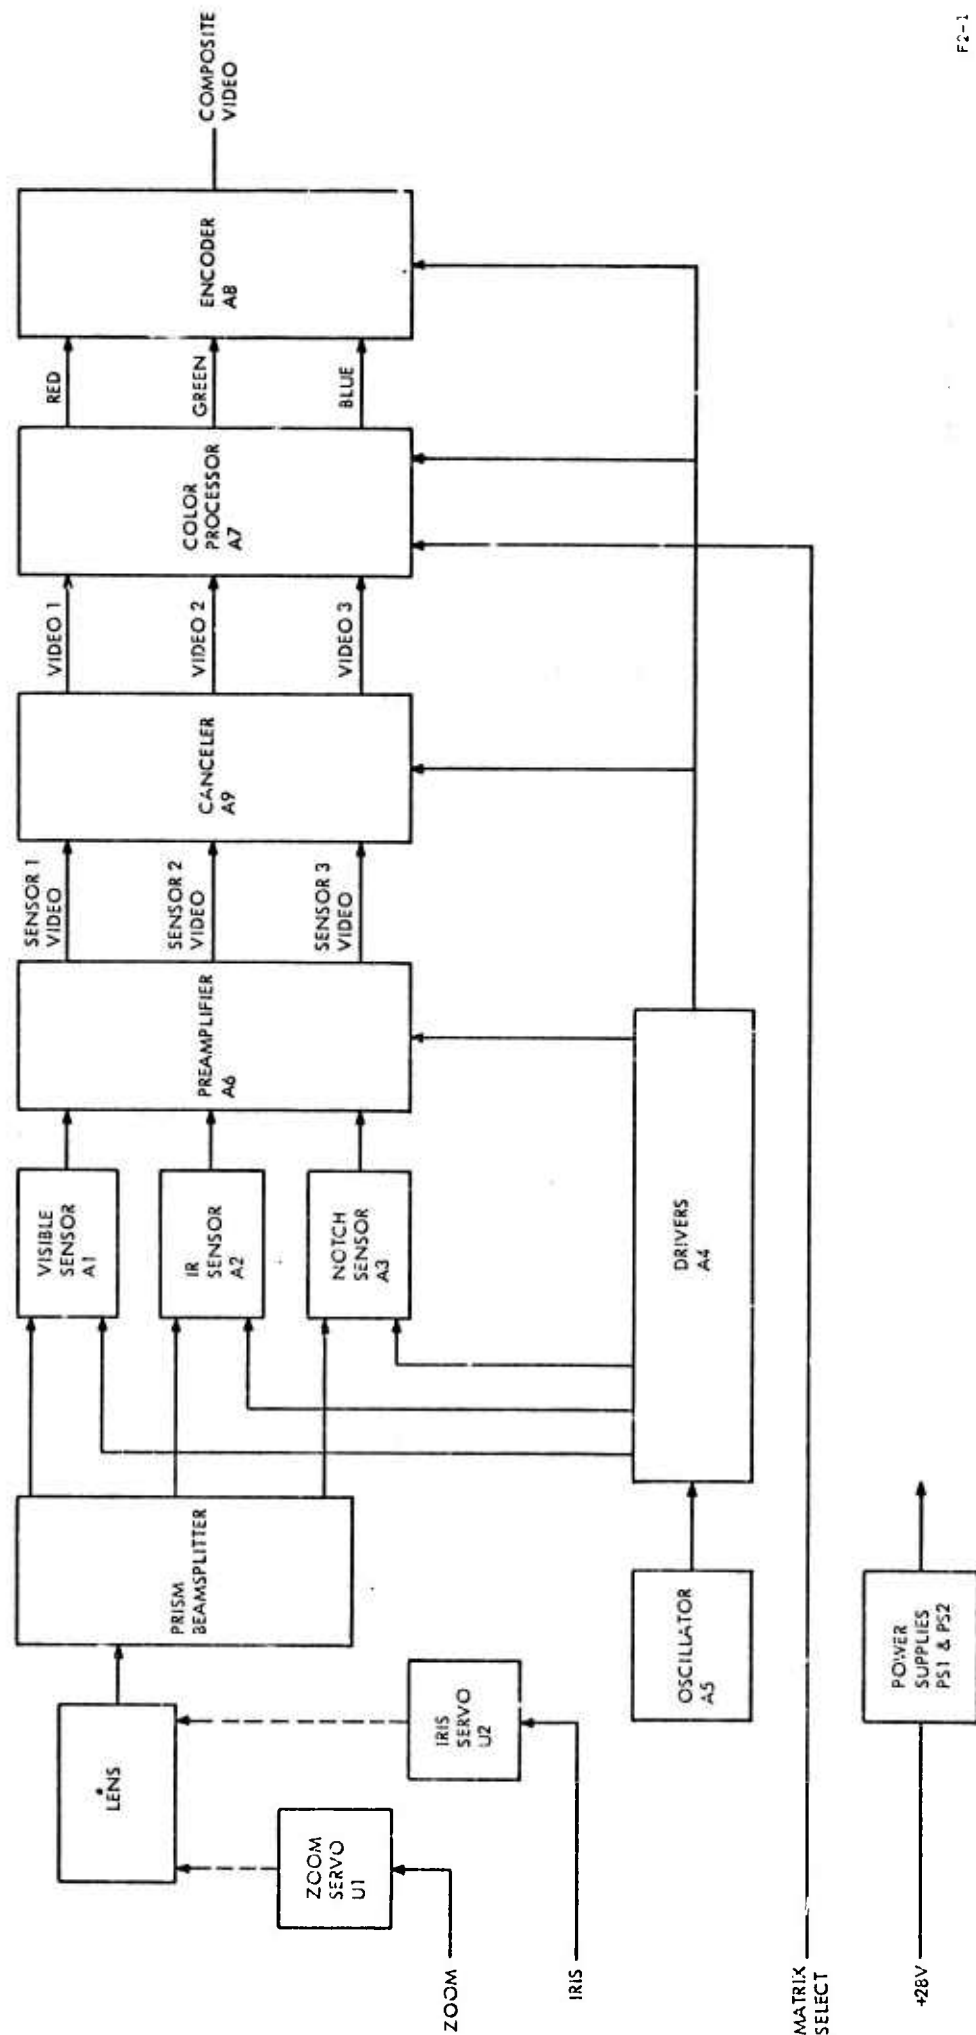 LENS
ZOOM
SERVO
U1
IRIS
SERVO
U2
ZOOM
IRIS
MATRIX
SELECT
+28V
PRISM
BEAMSPLITTER
VISIBLE
SENSOR
A1
IR
SENSOR
A2
NOTCH
SENSOR
A3
OSCILLATOR
A5
DRIVERS
A4
POWER
SUPPLIES
PS1 & PS2
PREAMPLIFIER
A6
SENSOR 1
VIDEO
SENSOR 2
VIDEO
SENSOR 3
VIDEO
CANCELER
A9
VIDEO 1
VIDEO 2
VIDEO 3
COLOR
PROCESSOR
A7
RED
GREEN
BLUE
ENCODER
A8
COMPOSITE
VIDEO
F2-1